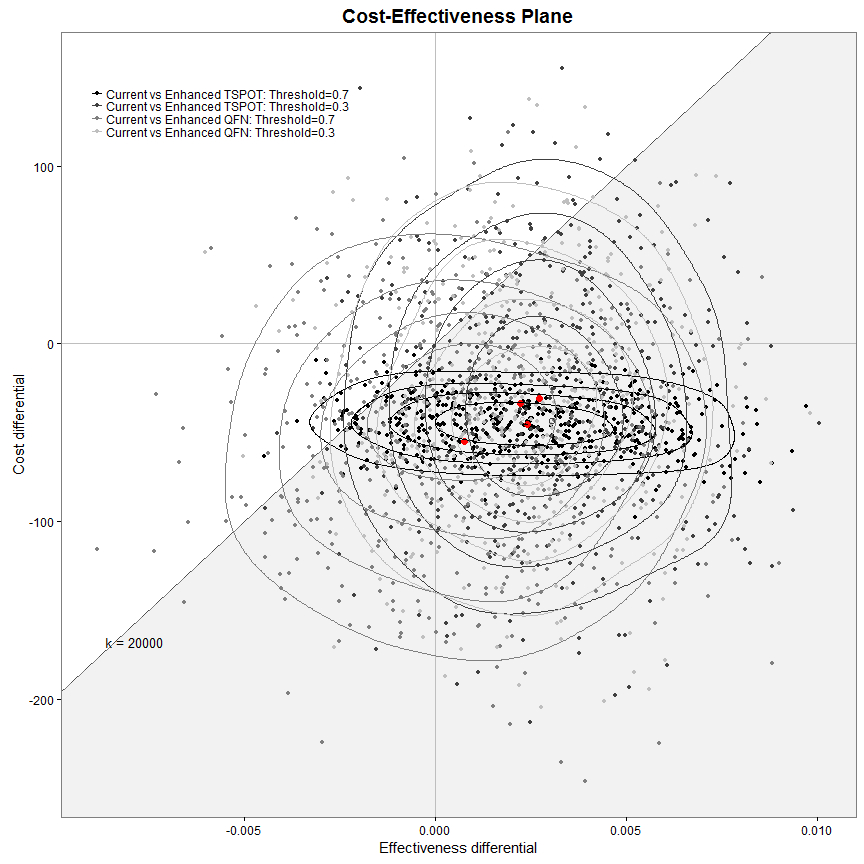 Cost-Effectiveness Plane
Current vs Enhanced TSPOT: Threshold=0.7
Current vs Enhanced TSPOT: Threshold=0.3
Current vs Enhanced QFN: Threshold=0.7
Current vs Enhanced QFN: Threshold=0.3
100
0
-100
-200
Cost differential
k = 20000
-0.005
0.000
0.005
0.010
Effectiveness differential